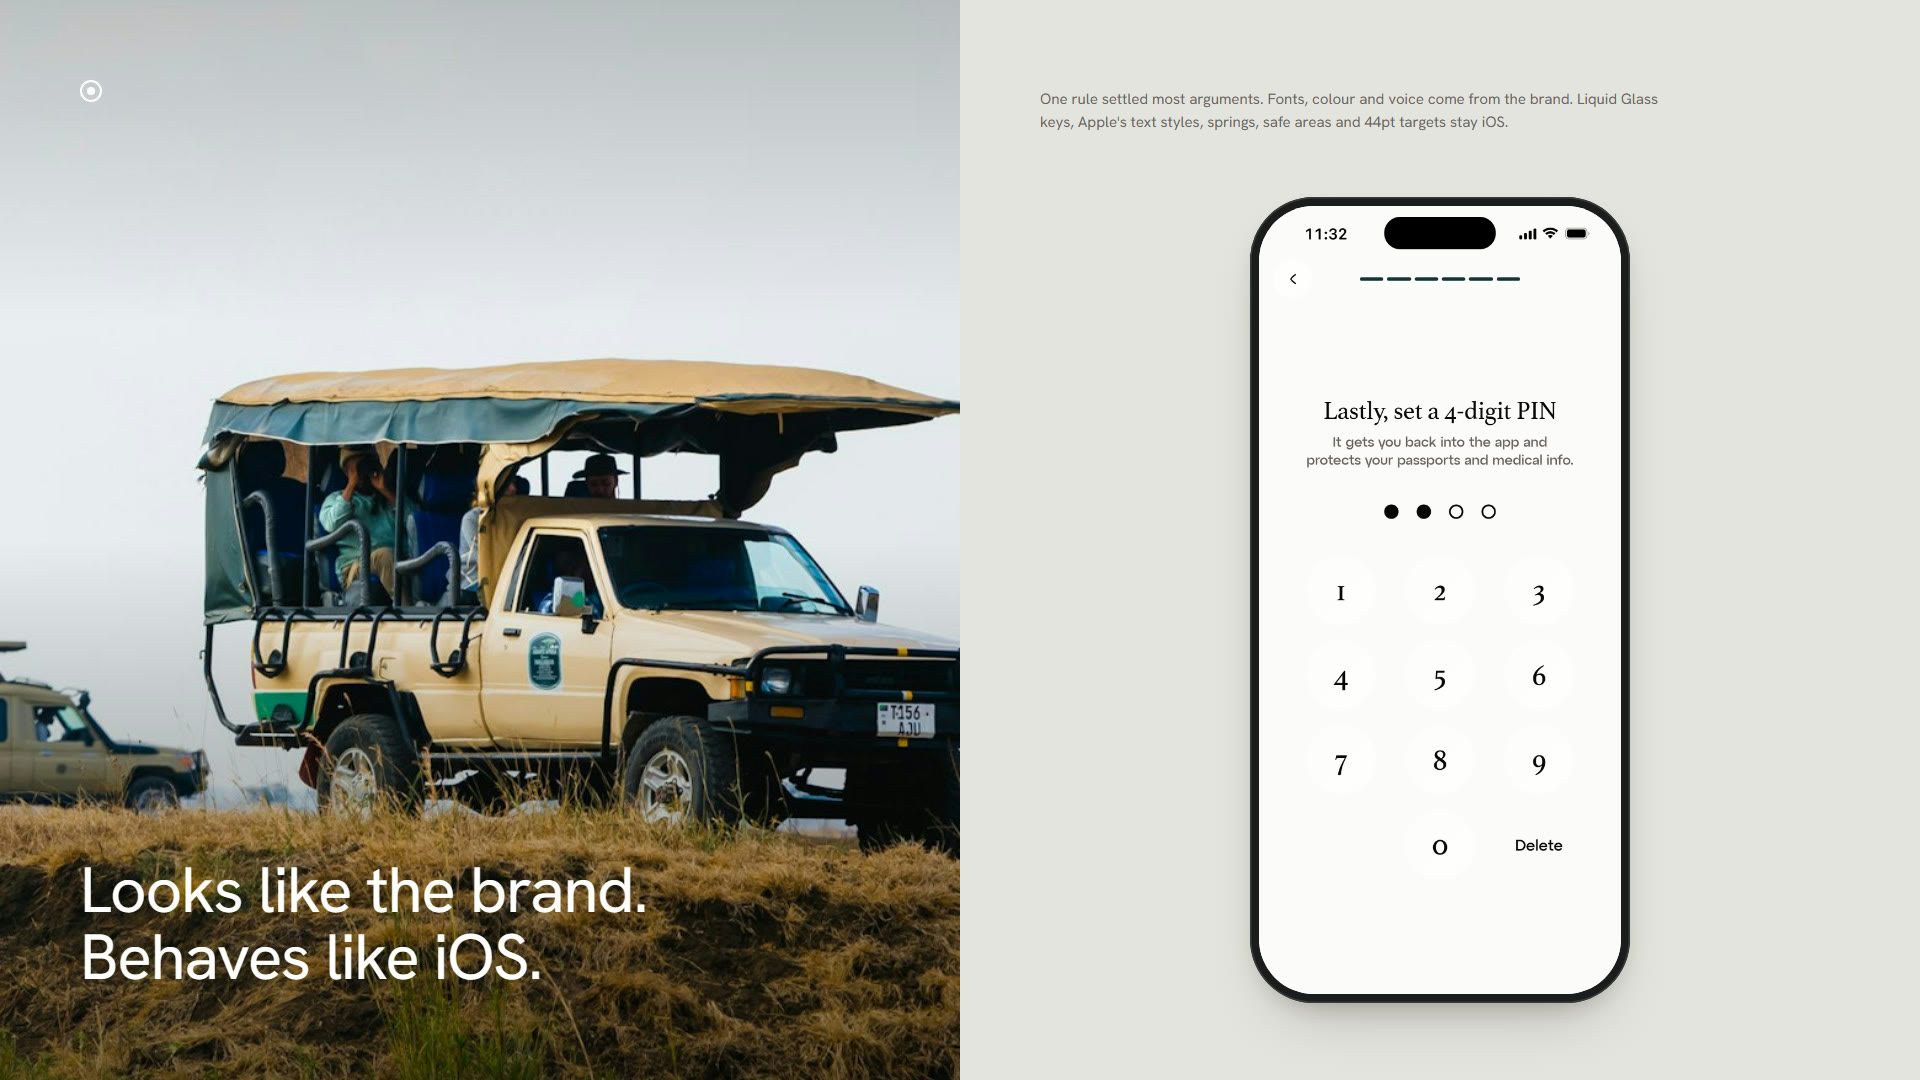 Looks like the brand.
Behaves like iOS.
T156
AJU
One rule settled most arguments. Fonts, colour and voice come from the brand. Liquid Glass
keys, Apple's text styles, springs, safe areas and 44pt targets stay iOS.
11:32
Lastly, set a 4-digit PIN
It gets you back into the app and
protects your passports and medical info.
1 2 3
4 5 6
7 8 9
0 Delete